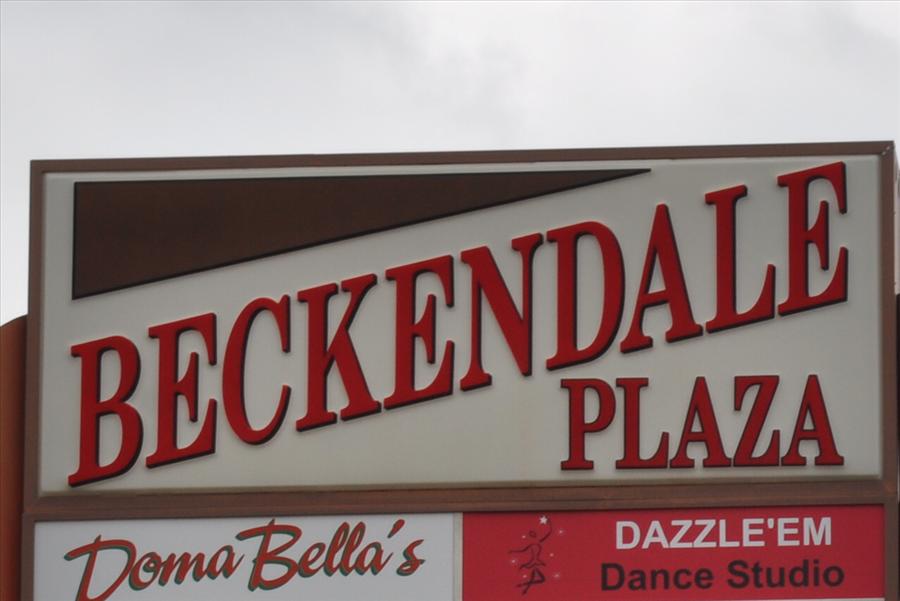 BECKENDALE
PLAZA
Doma Bella's
DAZZLE'EM
Dance Studio